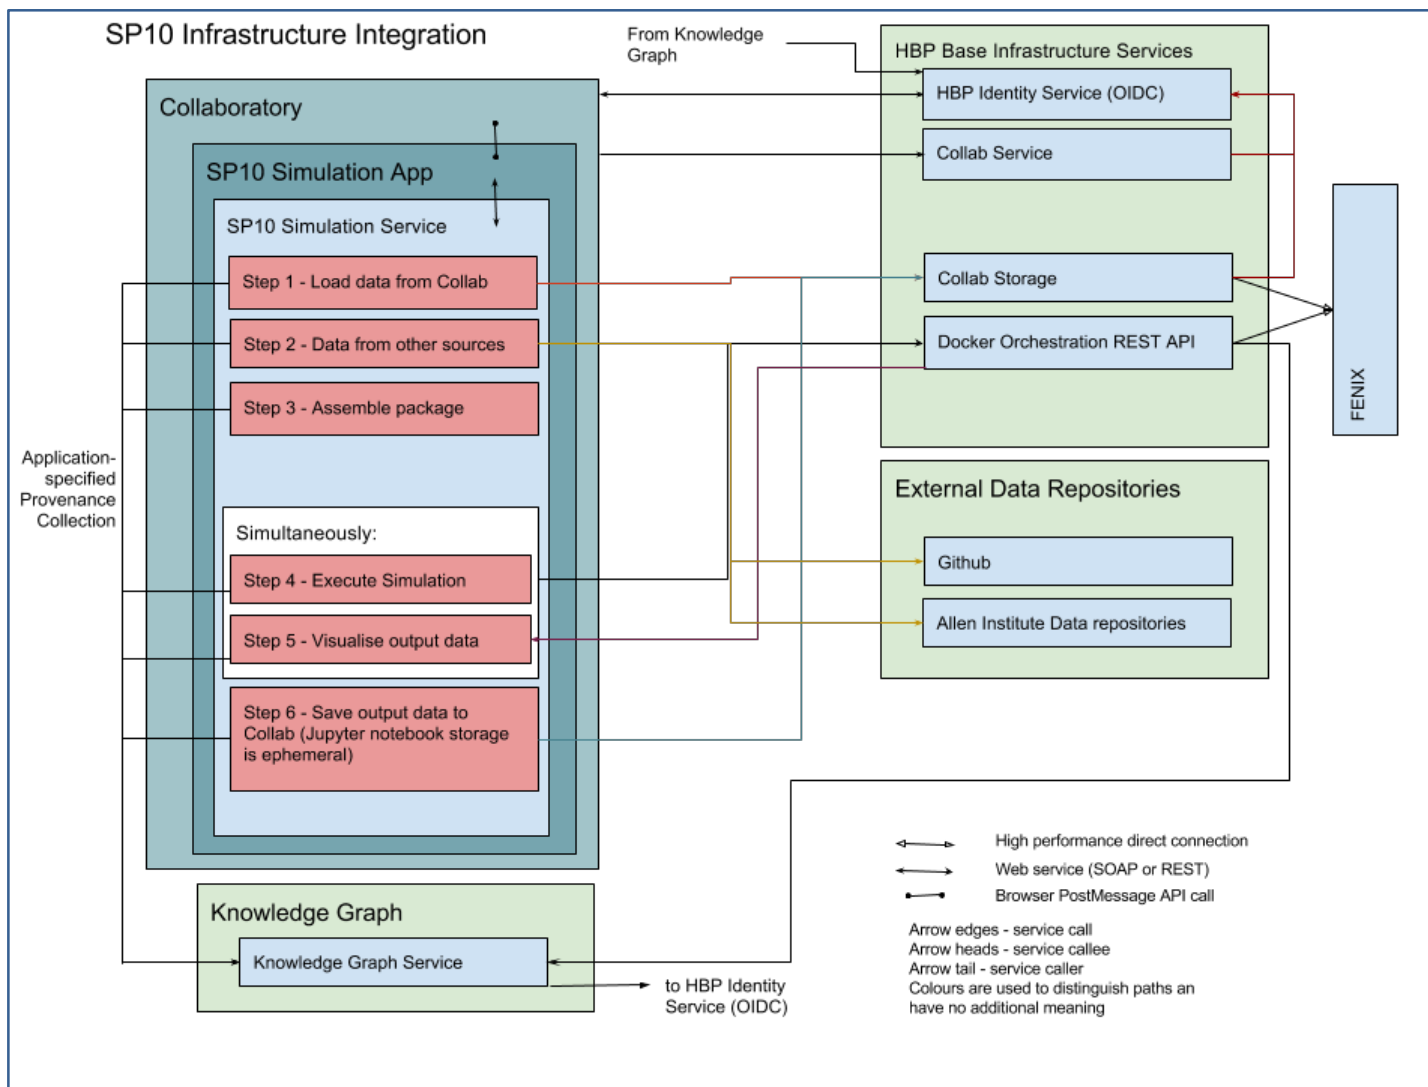 SP10 Infrastructure Integration
From Knowledge
Graph
HBP Base Infrastructure Services
HBP Identity Service (OIDC)
Collab Service
Collab Storage
Docker Orchestration REST API
FENIX
Collaboratory
SP10 Simulation App
SP10 Simulation Service
Step 1 - Load data from Collab
Step 2 - Data from other sources
Step 3 - Assemble package
Application-
specified
Provenance
Collection
Simultaneously:
Step 4 - Execute Simulation
Step 5 - Visualise output data
Step 6 - Save output data to
Collab (Jupyter notebook storage
is ephemeral)
External Data Repositories
Github
Allen Institute Data repositories
Knowledge Graph
Knowledge Graph Service
to HBP Identity
Service (OIDC)
High performance direct connection
Web service (SOAP or REST)
Browser PostMessage API call
Arrow edges - service call
Arrow heads - service callee
Arrow tail - service caller
Colours are used to distinguish paths an
have no additional meaning